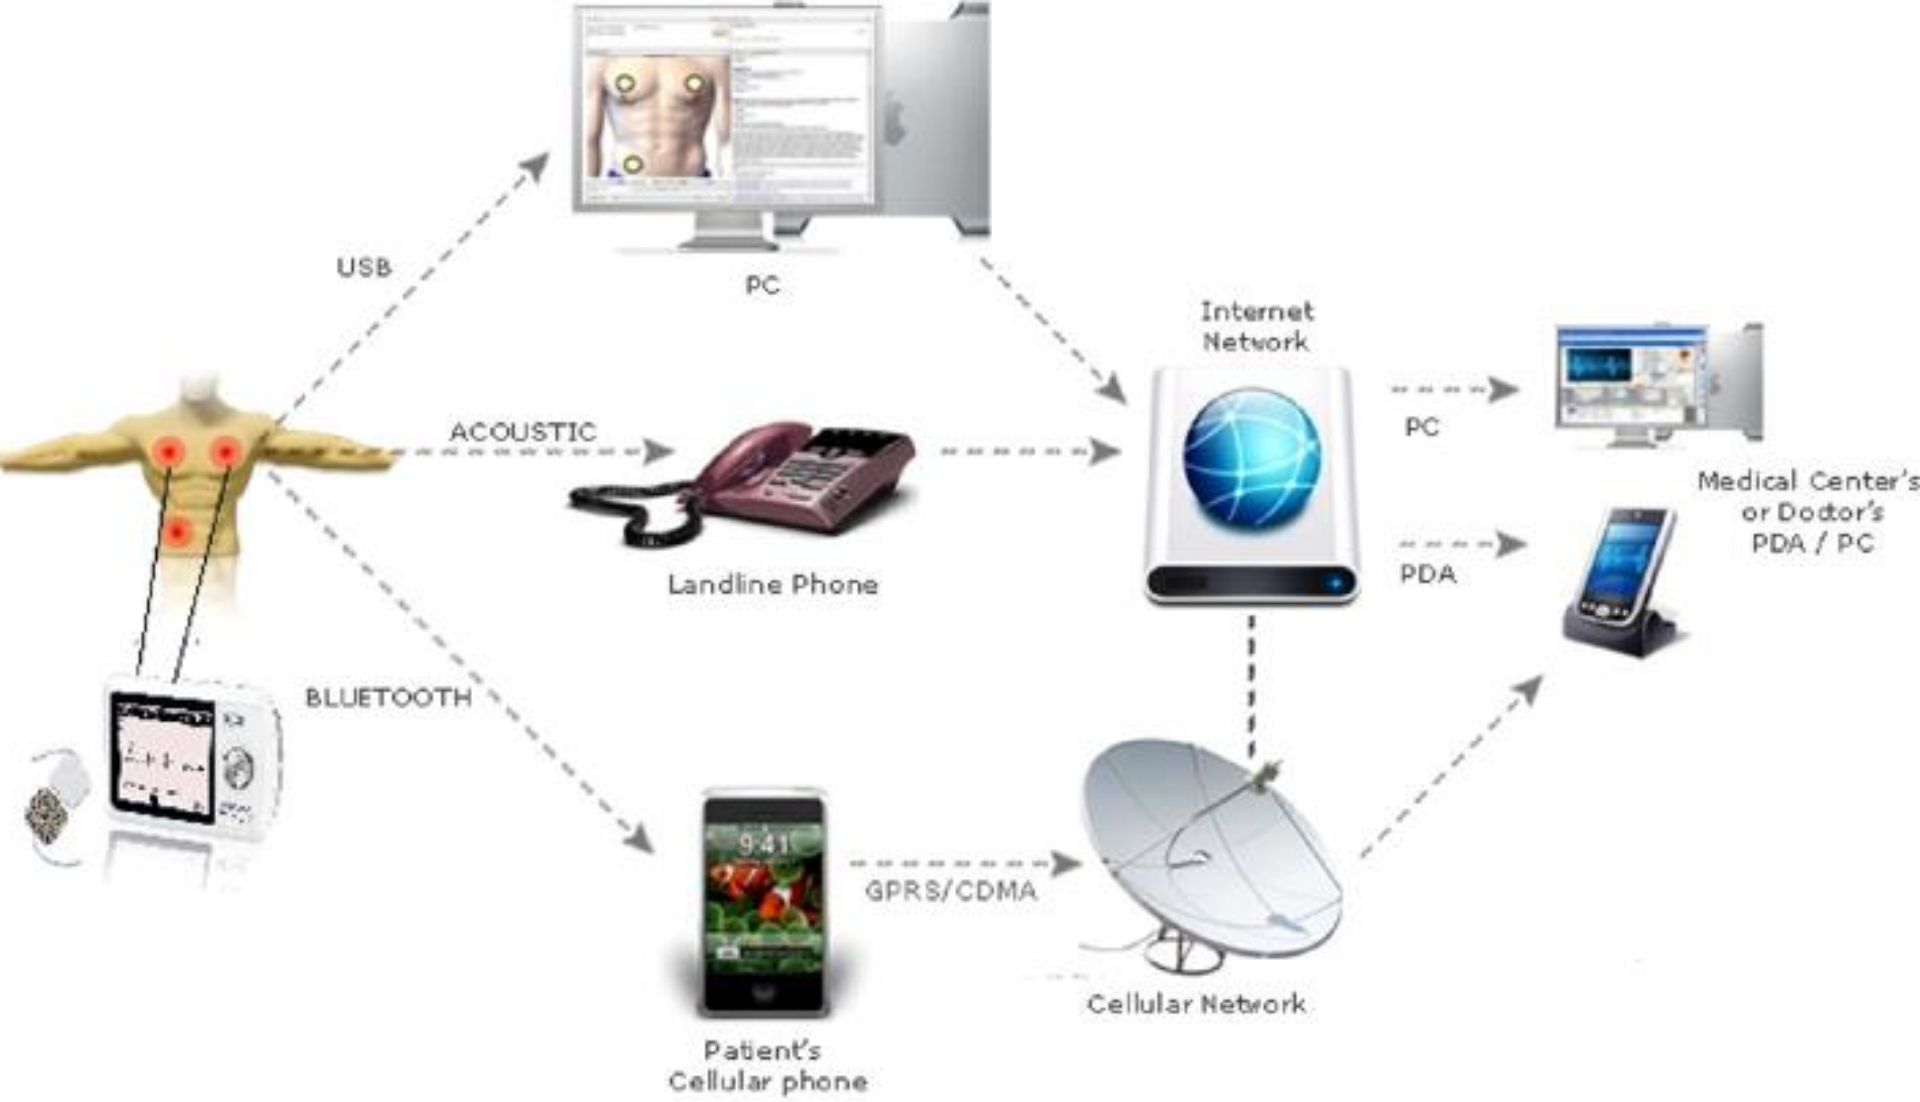 USB
PC
Internet
Network
ACOUSTIC
PC
Landline Phone
PDA
Medical Center's
or Doctor's
PDA / PC
BLUETOOTH
9:41
GPRS/CDMA
Cellular Network
Patient's
Cellular phone